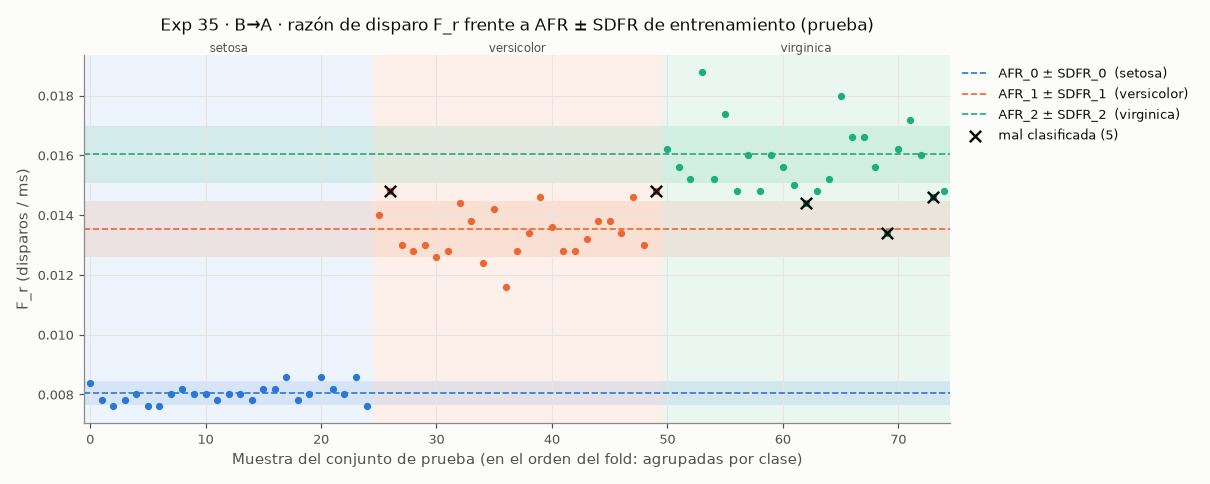 Exp 35 · B→A · razón de disparo F_r frente a AFR ± SDFR de entrenamiento (prueba)
setosa versicolor virginica
AFR_0 ± SDFR_0 (setosa)
AFR_1 ± SDFR_1 (versicolor)
AFR_2 ± SDFR_2 (virginica)
mal clasificada (5)
F_r (disparos / ms)
0.018
0.016
0.014
0.012
0.010
0.008
0 10 20 30 40 50 60 70
Muestra del conjunto de prueba (en el orden del fold: agrupadas por clase)